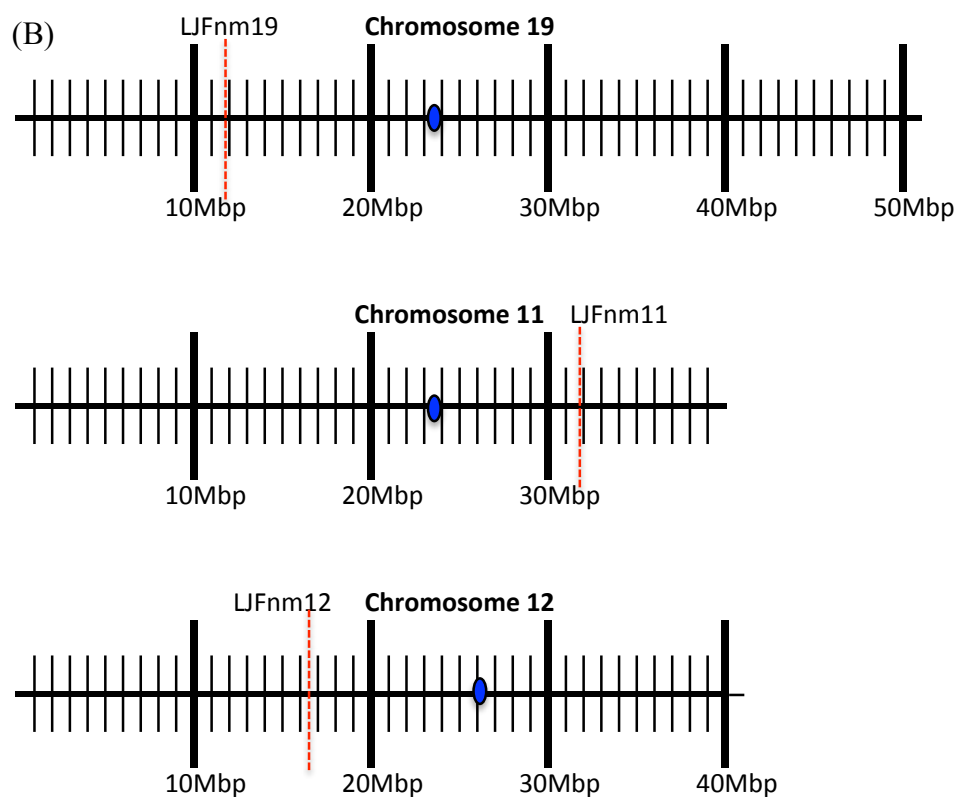 (B)
LJFnm19 Chromosome 19
10Mbp 20Mbp 30Mbp 40Mbp 50Mbp
Chromosome 11 LJFnm11
10Mbp 20Mbp 30Mbp
LJFnm12 Chromosome 12
10Mbp 20Mbp 30Mbp 40Mbp